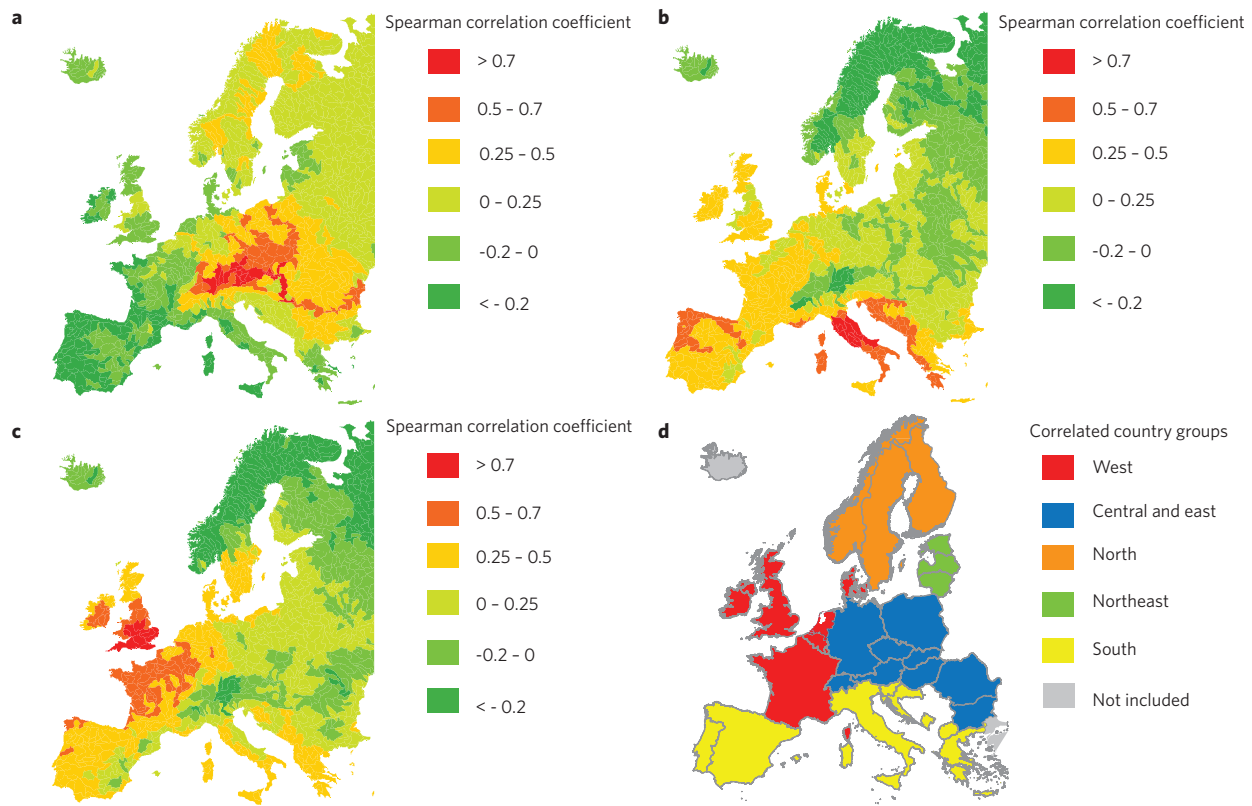 a
Spearman correlation coefficient
> 0.7
0.5 – 0.7
0.25 – 0.5
0 – 0.25
-0.2 – 0
< - 0.2
b
Spearman correlation coefficient
> 0.7
0.5 – 0.7
0.25 – 0.5
0 – 0.25
-0.2 – 0
< - 0.2
c
Spearman correlation coefficient
> 0.7
0.5 – 0.7
0.25 – 0.5
0 – 0.25
-0.2 – 0
< - 0.2
d
Correlated country groups
West
Central and east
North
Northeast
South
Not included